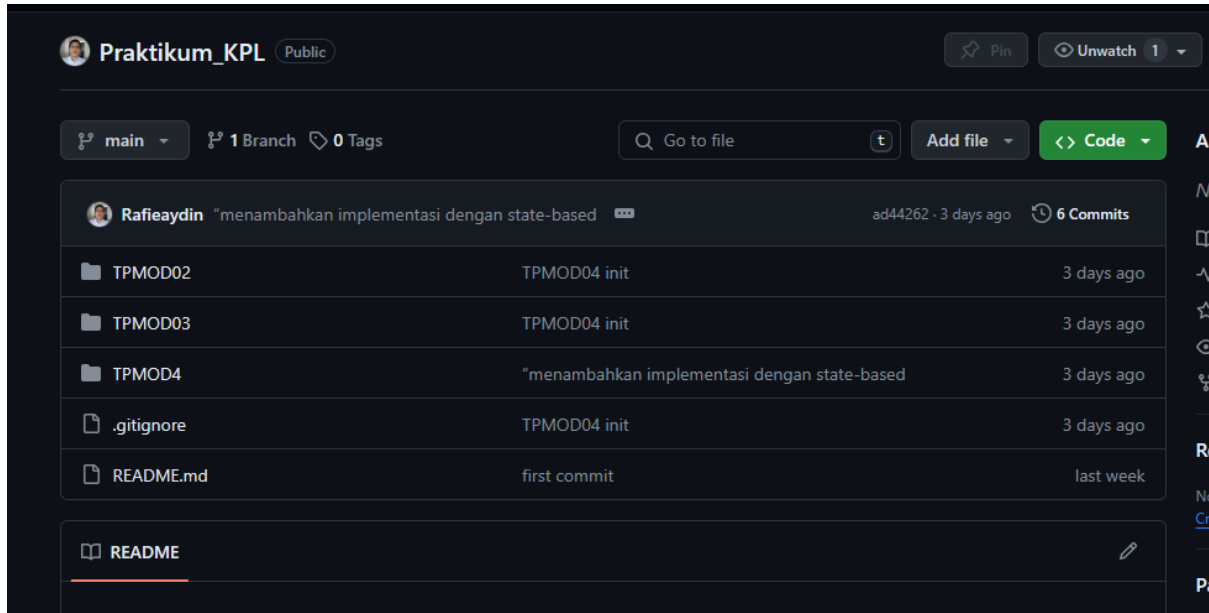 Praktikum_KPL Public Pin Unwatch 1
main 1 Branch 0 Tags Go to file t Add file <> Code
Rafieaydin “menambahkan implementasi dengan state-based ad44262 · 3 days ago 6 Commits
TPMOD02 TPMOD04 init 3 days ago
TPMOD03 TPMOD04 init 3 days ago
TPMOD4 “menambahkan implementasi dengan state-based 3 days ago
.gitignore TPMOD04 init 3 days ago
README.md first commit last week
README